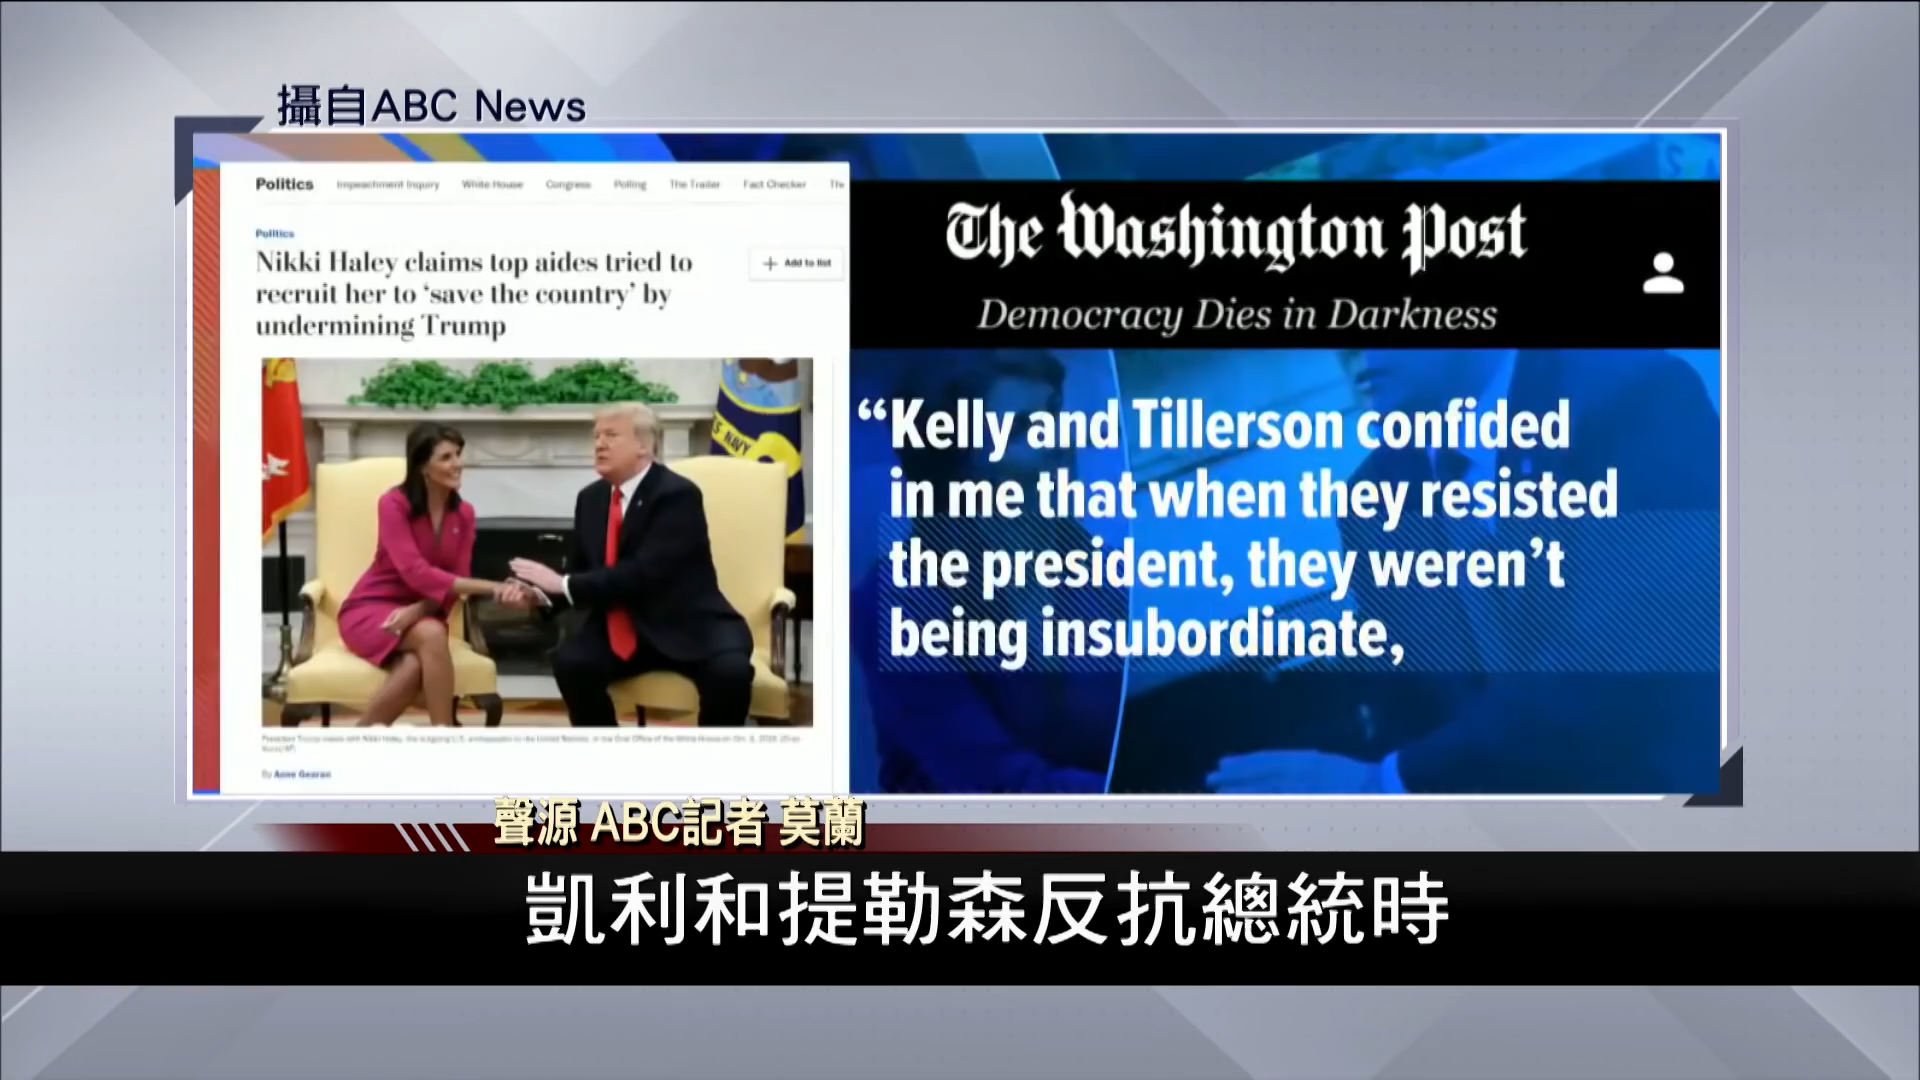 攝自ABC News
Politics Impeachment Inquiry White House Congress Polling The Trailer Fact Checker
Politics
Nikki Haley claims top aides tried to
recruit her to ‘save the country’ by
undermining Trump
Add to list
By Anne Gearan
The Washington Post
Democracy Dies in Darkness
“Kelly and Tillerson confided
in me that when they resisted
the president, they weren’t
being insubordinate,
聲源 ABC記者 莫蘭
凱利和提勒森反抗總統時